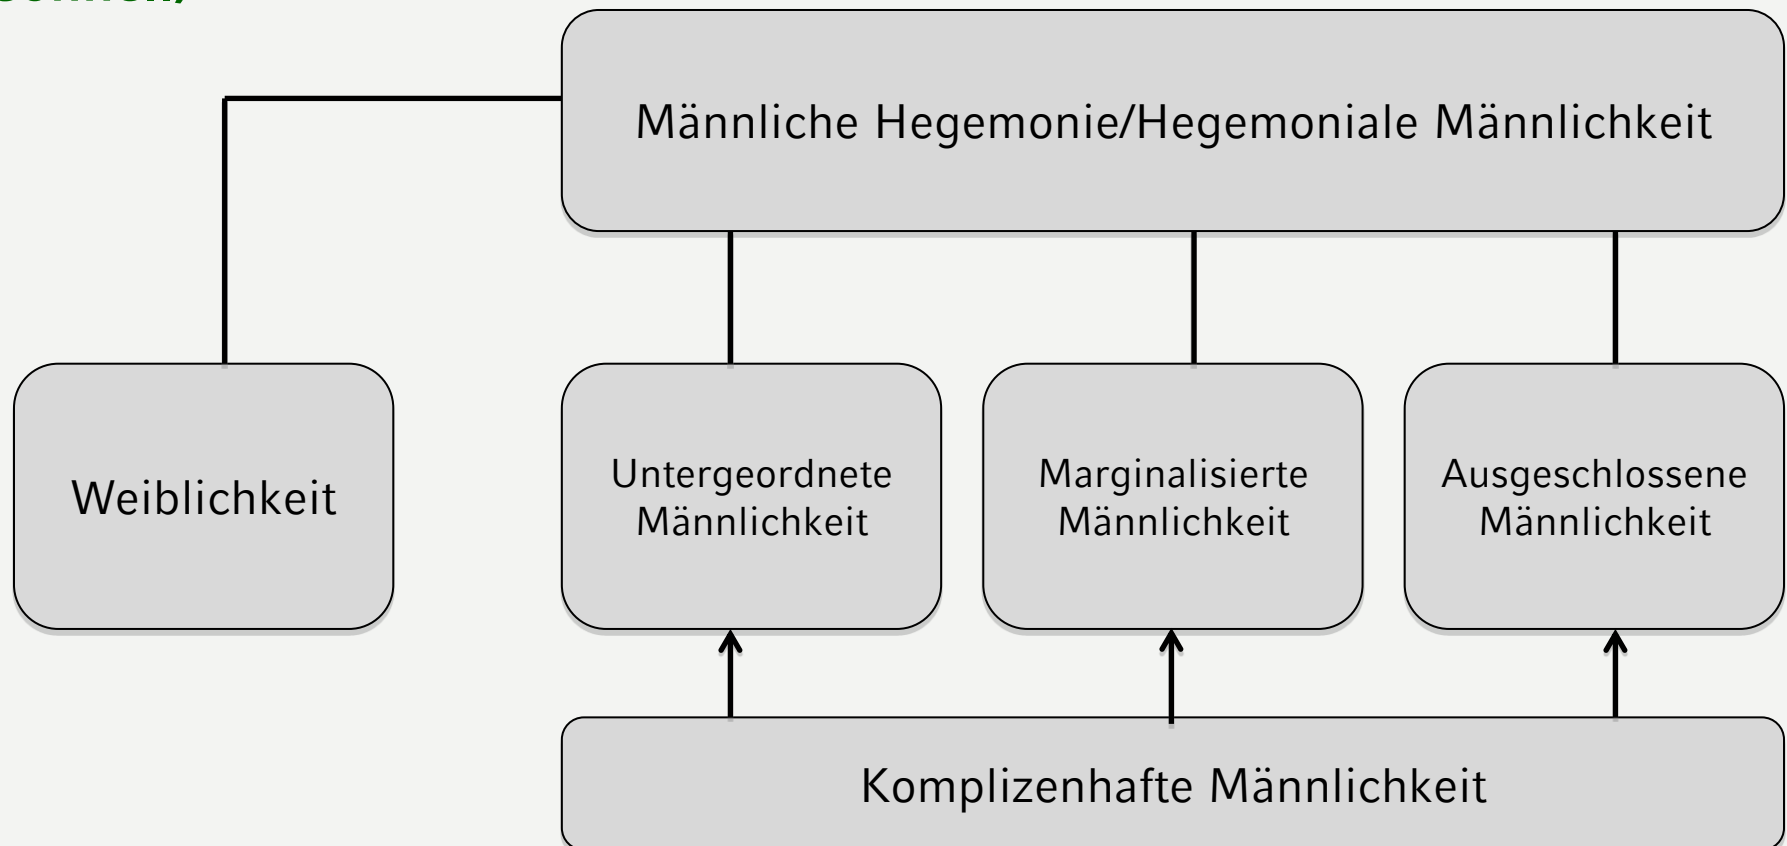 Männliche Hegemonie/Hegemoniale Männlichkeit
Weiblichkeit
Untergeordnete
Männlichkeit
Marginalisierte
Männlichkeit
Ausgeschlossene
Männlichkeit
Komplizenhafte Männlichkeit